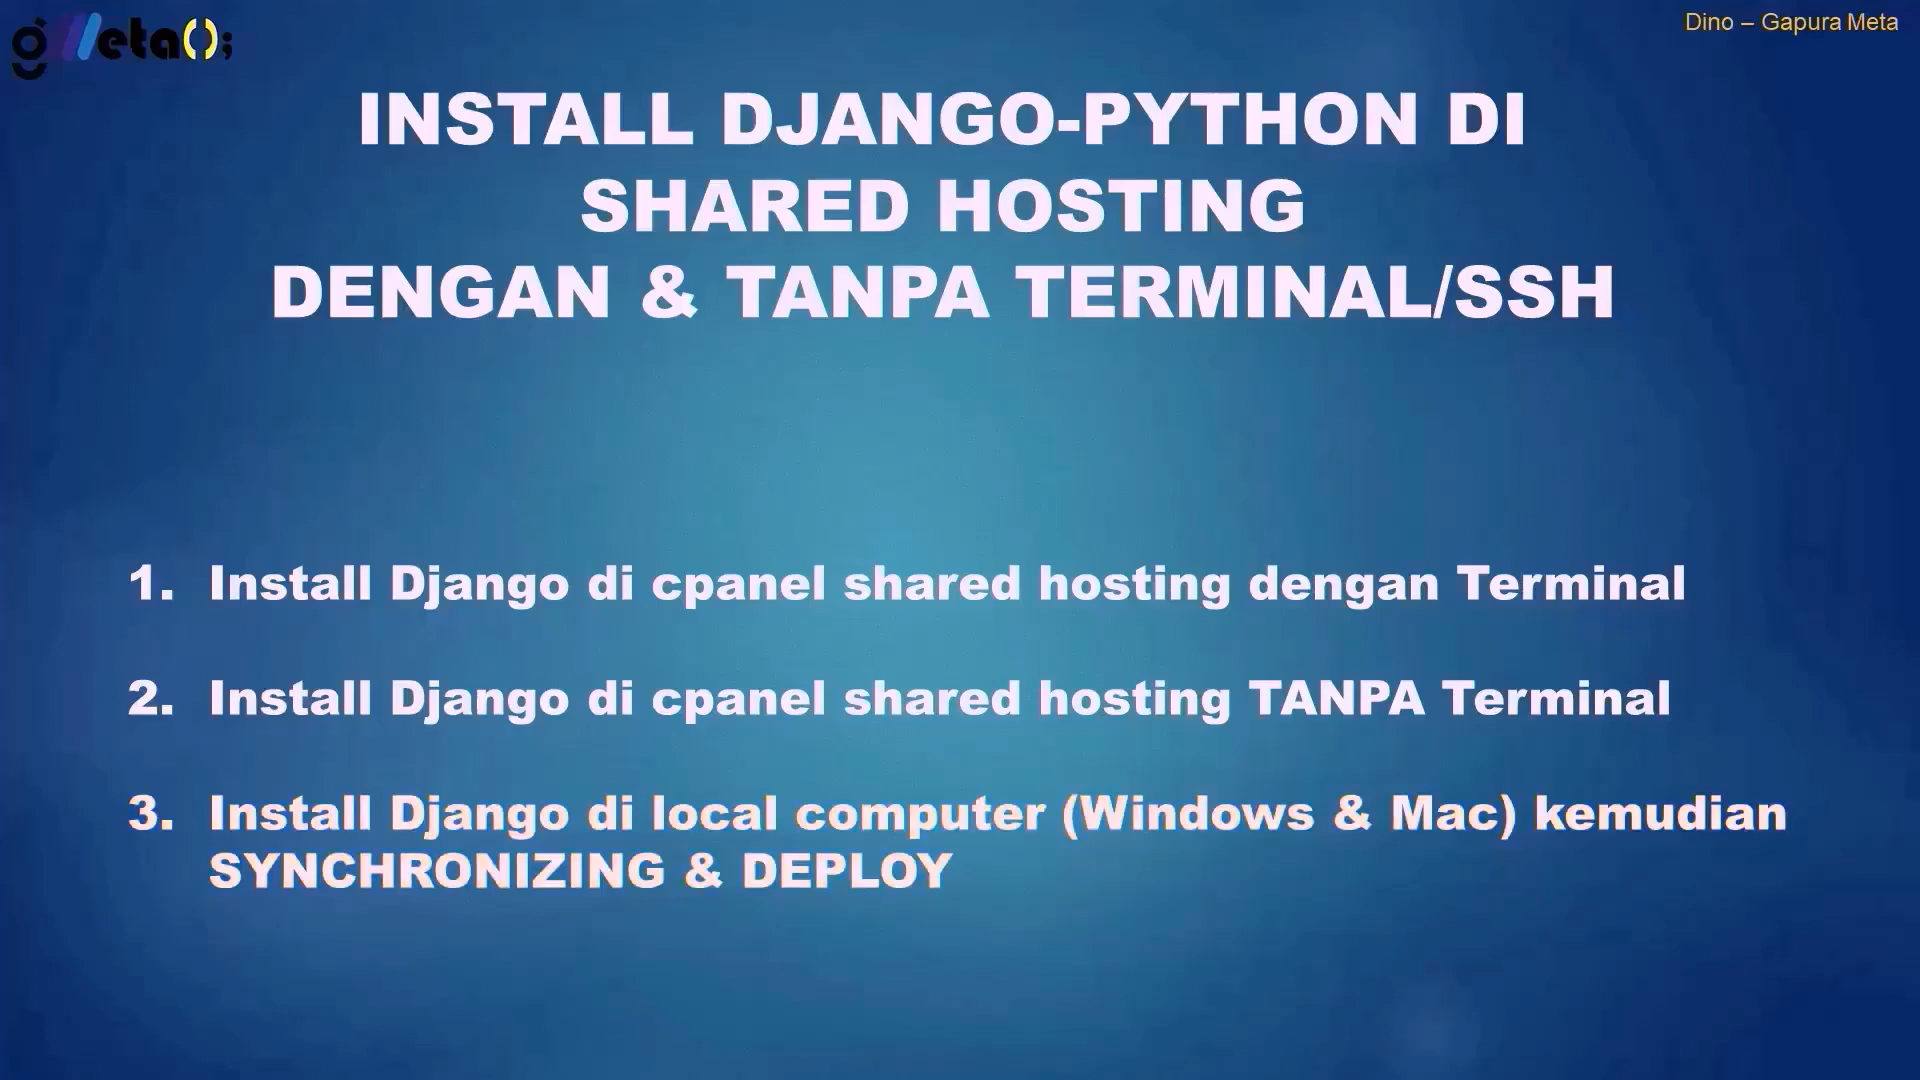 gMeta();
Dino – Gapura Meta
INSTALL DJANGO-PYTHON DI
SHARED HOSTING
DENGAN & TANPA TERMINAL/SSH
1. Install Django di cpanel shared hosting dengan Terminal
2. Install Django di cpanel shared hosting TANPA Terminal
3. Install Django di local computer (Windows & Mac) kemudian
SYNCHRONIZING & DEPLOY